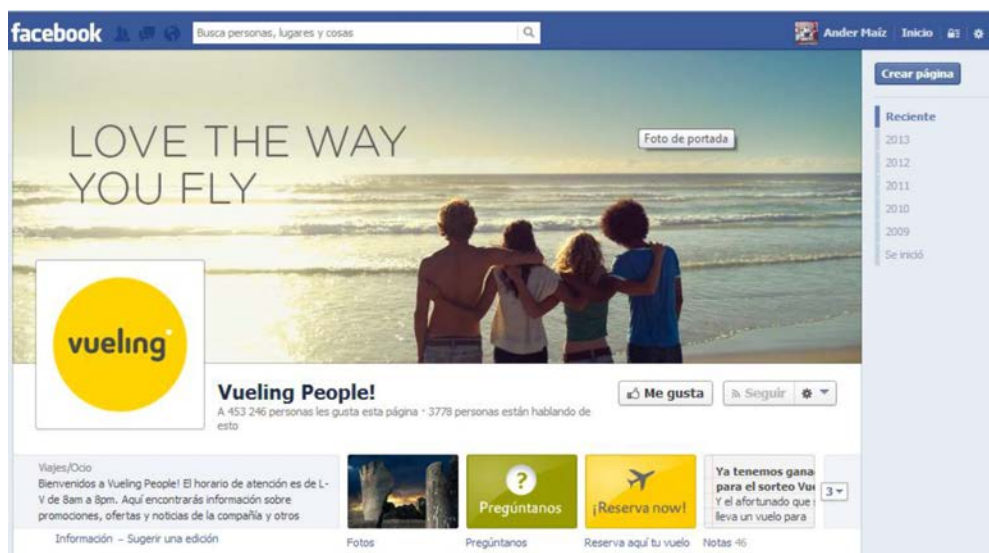 facebook
Busca personas, lugares y cosas
Ander Maíz Inicio
Crear página
Reciente
2013
2012
2011
2010
2009
Se inició
LOVE THE WAY
YOU FLY
Foto de portada
vueling
Vueling People!
A 453 246 personas les gusta esta página · 3778 personas están hablando de
esto
Me gusta
Seguir
Viajes/Ocio
Bienvenidos a Vueling People! El horario de atención es de L-
V de 8am a 8pm. Aquí encontrarás información sobre
promociones, ofertas y noticias de la compañía y otros
Información – Sugerir una edición
Fotos
?
Pregúntanos
Pregúntanos
¡Reserva now!
Reserva aquí tu vuelo
Ya tenemos gana
para el sorteo Vue
Y el afortunado que
lleva un vuelo para
Notas 46
3